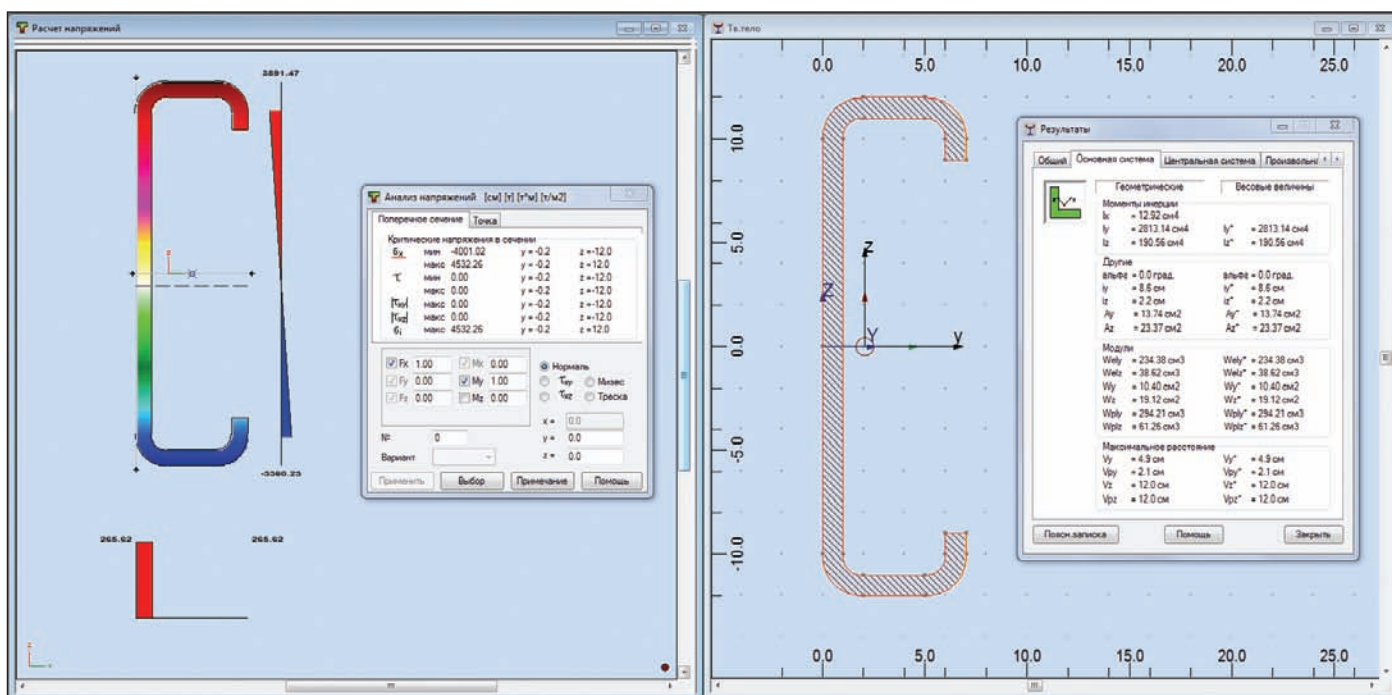 Расчет напряжений
3891.47
-3360.25
265.62
265.62
Анализ напряжений [см] [т] [т*м] [т/м2]
Поперечное сечение Точка
Критические напряжения в сечении
σx мин -4001.02 y = -0.2 z =-12.0
макс 4532.26 y = -0.2 z =12.0
τ мин 0.00 y = -0.2 z =-12.0
макс 0.00 y = -0.2 z =-12.0
|τxy| макс 0.00 y = -0.2 z =-12.0
|τxz| макс 0.00 y = -0.2 z =-12.0
σi макс 4532.26 y = -0.2 z =12.0
Fx 1.00 Mx 0.00
Fy 0.00 My 1.00
Fz 0.00 Mz 0.00
Нормаль
τxy Мизес
τxz Треска
x = 0.0
y = 0.0
z = 0.0
№: 0
Вариант
Применить Выбор Примечание Помощь
Тв.тело
0.0 5.0 10.0 15.0 20.0 25.0
10.0
5.0
0.0
-5.0
-10.0
z
Z
Y
y
0.0 5.0 10.0 15.0 20.0 25.0
Результаты
Общий Основная система Центральная система Произвольн
Геометрические Весовые величины
Моменты инерции
Ix = 12.92 см4
Iy = 2813.14 см4 Iy* = 2813.14 см4
Iz = 190.56 см4 Iz* = 190.56 см4
Другие
альфе = 0.0 град. альфе = 0.0 град.
iy = 8.6 см iy* = 8.6 см
iz = 2.2 см iz* = 2.2 см
Ay = 13.74 см2 Ay* = 13.74 см2
Az = 23.37 см2 Az* = 23.37 см2
Модули
Wely = 234.38 см3 Wely* = 234.38 см3
Welz = 38.62 см3 Welz* = 38.62 см3
Wy = 10.40 см2 Wy* = 10.40 см2
Wz = 19.12 см2 Wz* = 19.12 см2
Wply = 294.21 см3 Wply* = 294.21 см3
Wplz = 61.26 см3 Wplz* = 61.26 см3
Максимальное расстояние
Vy = 4.9 см Vy* = 4.9 см
Vpy = 2.1 см Vpy* = 2.1 см
Vz = 12.0 см Vz* = 12.0 см
Vpz = 12.0 см Vpz* = 12.0 см
Поясн.записка Помощь Закрыть